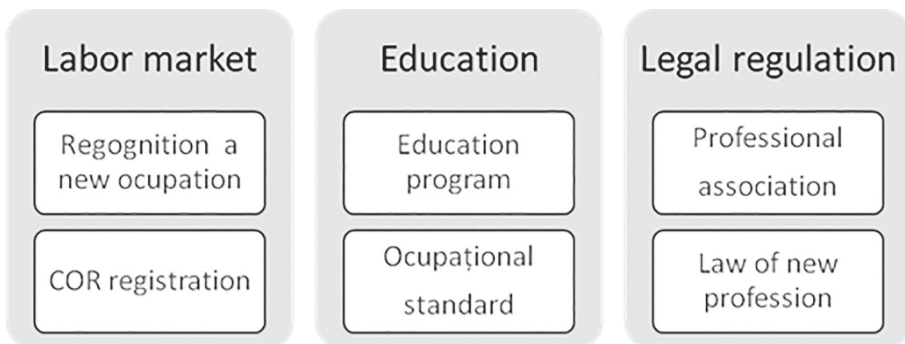 Labor market
Regognition a
new ocupation
COR registration
Education
Education
program
Ocupațional
standard
Legal regulation
Professional
association
Law of new
profession